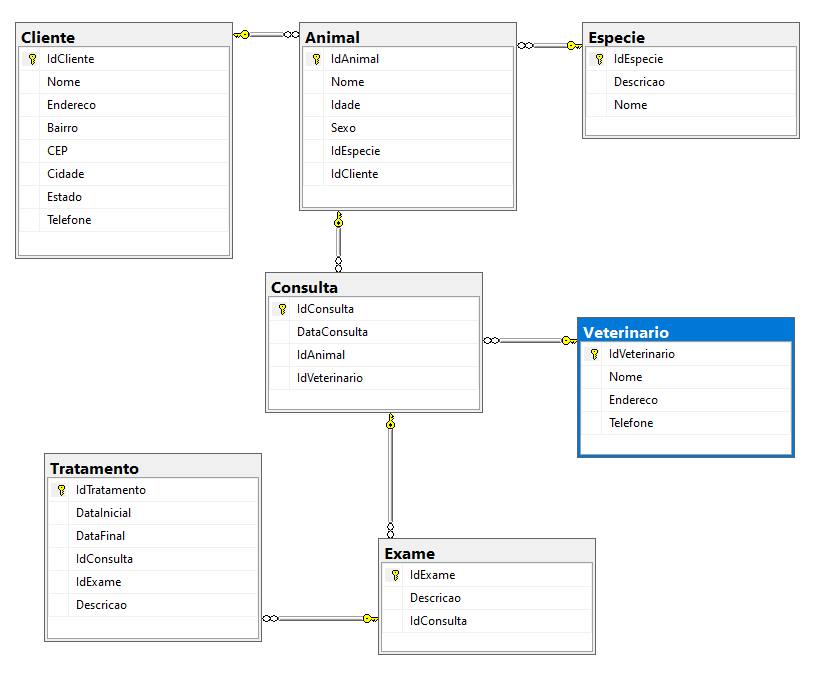 Cliente
IdCliente
Nome
Endereco
Bairro
CEP
Cidade
Estado
Telefone
Animal
IdAnimal
Nome
Idade
Sexo
IdEspecie
IdCliente
Especie
IdEspecie
Descricao
Nome
Consulta
IdConsulta
DataConsulta
IdAnimal
IdVeterinario
Veterinario
IdVeterinario
Nome
Endereco
Telefone
Tratamento
IdTratamento
DataInicial
DataFinal
IdConsulta
IdExame
Descricao
Exame
IdExame
Descricao
IdConsulta